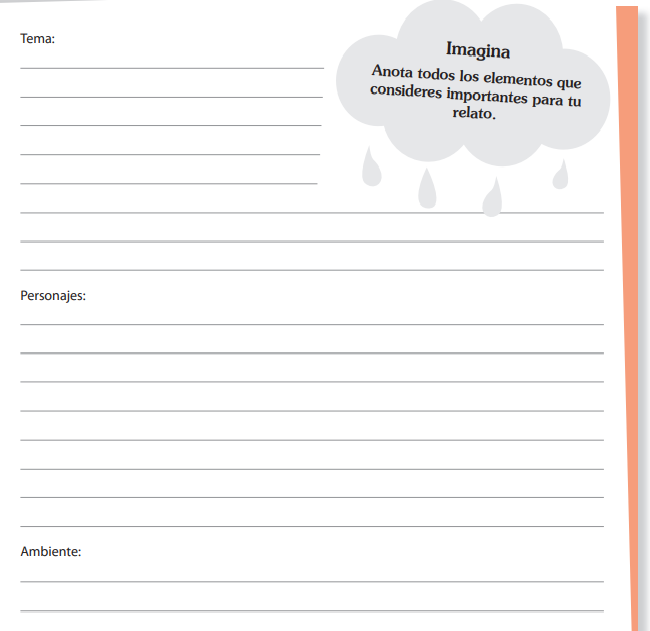 Tema:
Imagina
Anota todos los elementos que
consideres importantes para tu
relato.
Personajes:
Ambiente: